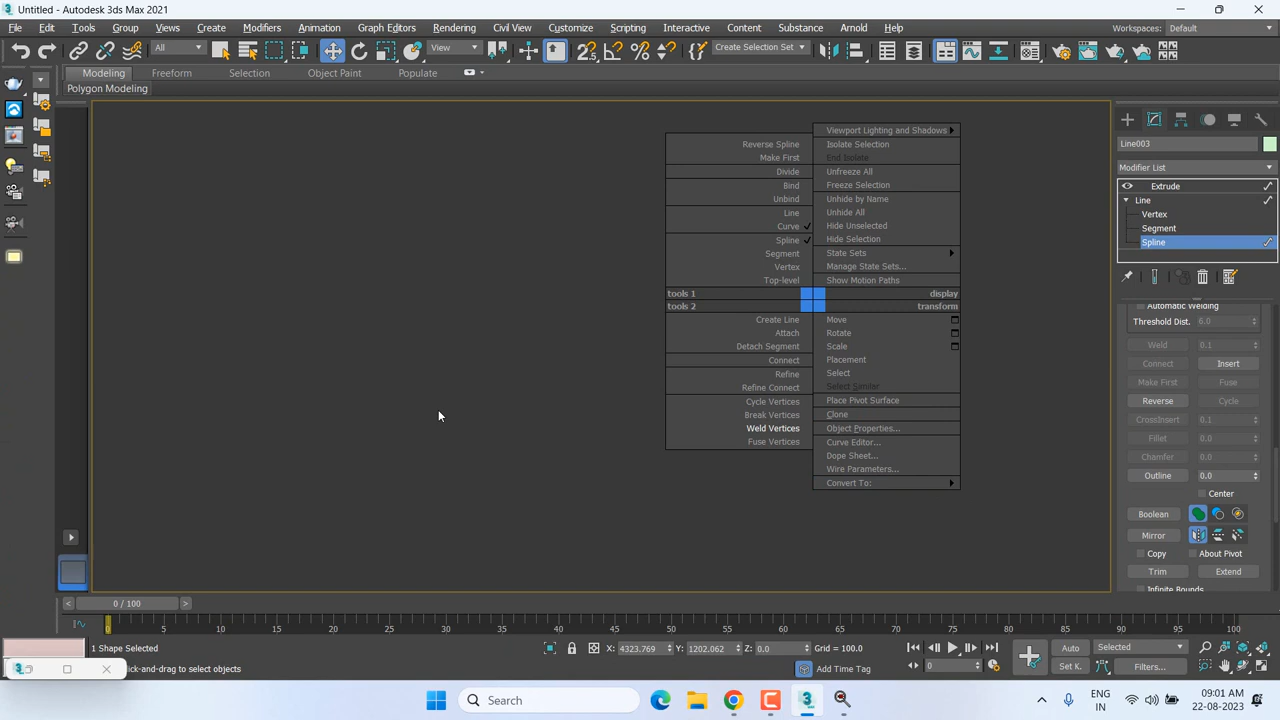 Untitled - Autodesk 3ds Max 2021
File Edit Tools Group Views Create Modifiers Animation Graph Editors Rendering Civil View Customize Scripting Interactive Content Substance Arnold Help Workspaces: Default
All View Create Selection Set
Modeling Freeform Selection Object Paint Populate
Polygon Modeling
Viewport Lighting and Shadows
Reverse Spline Isolate Selection
Make First End Isolate
Divide Unfreeze All
Bind Freeze Selection
Unbind Unhide by Name
Line Unhide All
Curve Hide Unselected
Spline Hide Selection
Segment State Sets
Vertex Manage State Sets...
Top-level Show Motion Paths
tools 1 display
tools 2 transform
Create Line Move
Attach Rotate
Detach Segment Scale
Connect Placement
Refine Select
Refine Connect Select Similar
Cycle Vertices Place Pivot Surface
Break Vertices Clone
Weld Vertices Object Properties...
Fuse Vertices Curve Editor...
Dope Sheet...
Wire Parameters...
Convert To:
Line003
Modifier List
Extrude
Line
Vertex
Segment
Spline
Automatic Welding
Threshold Dist. 6.0
Weld 0.1
Connect Insert
Make First Fuse
Reverse Cycle
CrossInsert 0.1
Fillet 0.0
Chamfer 0.0
Outline 0.0
Center
Boolean
Mirror
Copy About Pivot
Trim Extend
Infinite Bounds
0 / 100
0 5 10 15 20 25 30 35 40 45 50 55 60 65 70 75 80 85 90 95 100
1 Shape Selected X: 4323.769 Y: 1202.062 Z: 0.0 Grid = 100.0 Auto Selected
lick-and-drag to select objects Add Time Tag 0 Set K. Filters...
Search ENG IN 09:01 AM 22-08-2023